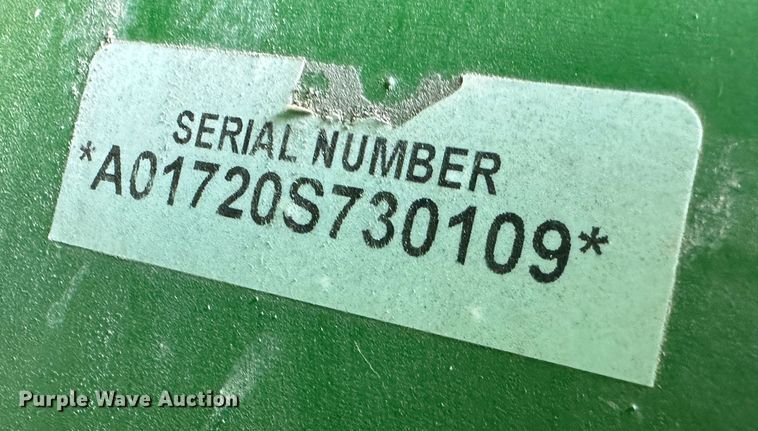 SERIAL NUMBER
*A01720S730109*
Purple Wave Auction